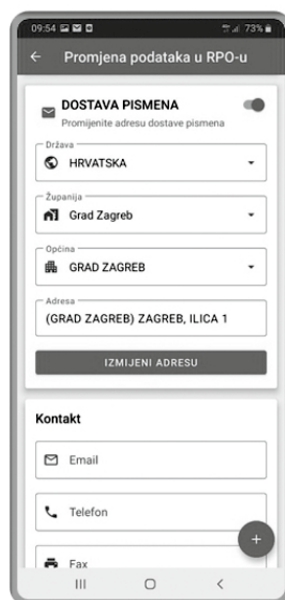 09:54
73%
Promjena podataka u RPO-u
DOSTAVA PISMENA
Promijenite adresu dostave pismena
Država
HRVATSKA
Županija
Grad Zagreb
Općina
GRAD ZAGREB
Adresa
(GRAD ZAGREB) ZAGREB, ILICA 1
IZMIJENI ADRESU
Kontakt
Email
Telefon
+
Fax